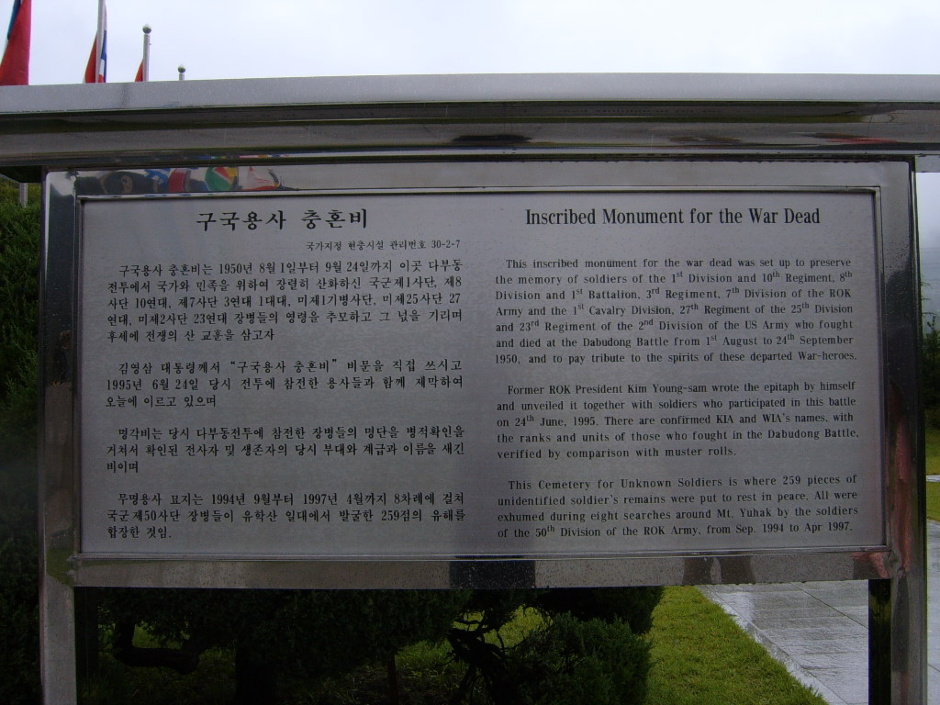 구국용사 충혼비
국가지정 현충시설 관리번호 30-2-7
구국용사 충혼비는 1950년 8월 1일부터 9월 24일까지 이곳 다부동
전투에서 국가와 민족을 위하여 장렬히 산화하신 국군 제1사단, 제8
사단 10연대, 제7사단 3연대 1대대, 미제1기병사단, 미제25사단 27
연대, 미제2사단 23연대 장병들의 영령을 추모하고 그 넋을 기리며
후세에 전쟁의 산 교훈을 삼고자
김영삼 대통령께서 “구국용사 충혼비” 비문을 직접 쓰시고
1995년 6월 24일 당시 전투에 참전한 용사들과 함께 제막하여
오늘에 이르고 있으며
명각비는 당시 다부동전투에 참전한 장병들의 명단을 병적확인을
거쳐서 확인된 전사자 및 생존자의 당시 부대와 계급과 이름을 새긴
비이며
무명용사 묘지는 1994년 9월부터 1997년 4월까지 8차례에 걸쳐
국군 제50사단 장병들이 유학산 일대에서 발굴한 259점의 유해를
합장한 것임.
Inscribed Monument for the War Dead
This inscribed monument for the war dead was set up to preserve
the memory of soldiers of the 1st Division and 10th Regiment, 8th
Division and 1st Battalion, 3rd Regiment, 7th Division of the ROK
Army and the 1st Cavalry Division, 27th Regiment of the 25th Division
and 23rd Regiment of the 2nd Division of the US Army who fought
and died at the Dabudong Battle from 1st August to 24th September
1950, and to pay tribute to the spirits of these departed War-heroes.
Former ROK President Kim Young-sam wrote the epitaph by himself
and unveiled it together with soldiers who participated in this battle
on 24th June, 1995. There are confirmed KIA and WIA's names, with
the ranks and units of those who fought in the Dabudong Battle,
verified by comparison with muster rolls.
This Cemetery for Unknown Soldiers is where 259 pieces of
unidentified soldier's remains were put to rest in peace. All were
exhumed during eight searches around Mt. Yuhak by the soldiers
of the 50th Division of the ROK Army, from Sep. 1994 to Apr 1997.